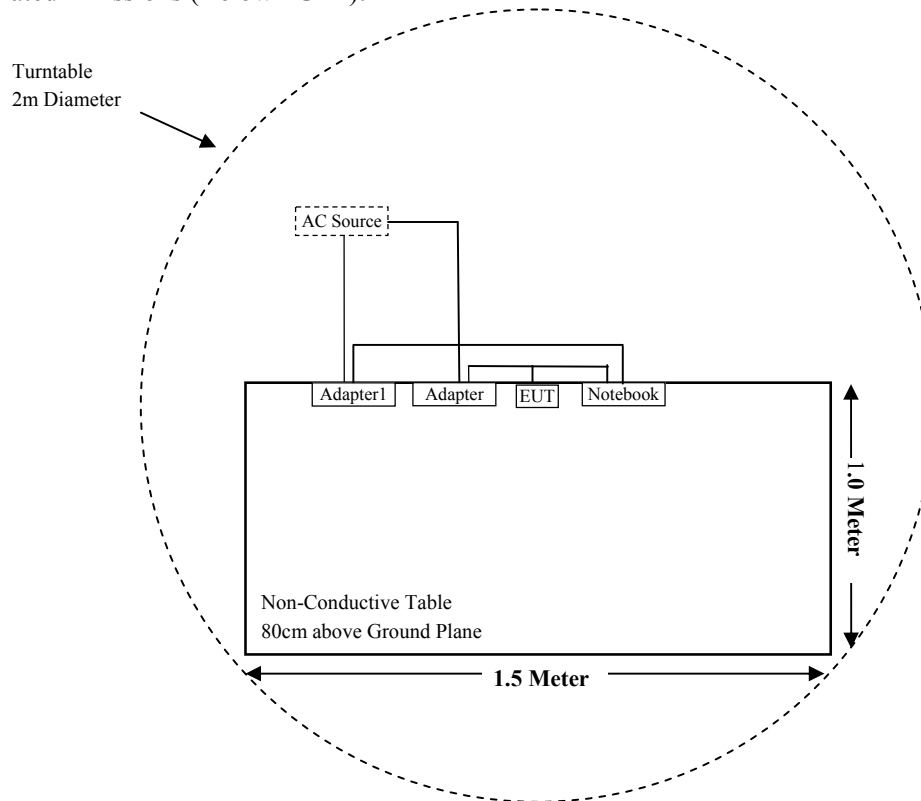 Turntable
2m Diameter
AC Source
Adapter1
Adapter
EUT
Notebook
1.0 Meter
Non-Conductive Table
80cm above Ground Plane
1.5 Meter